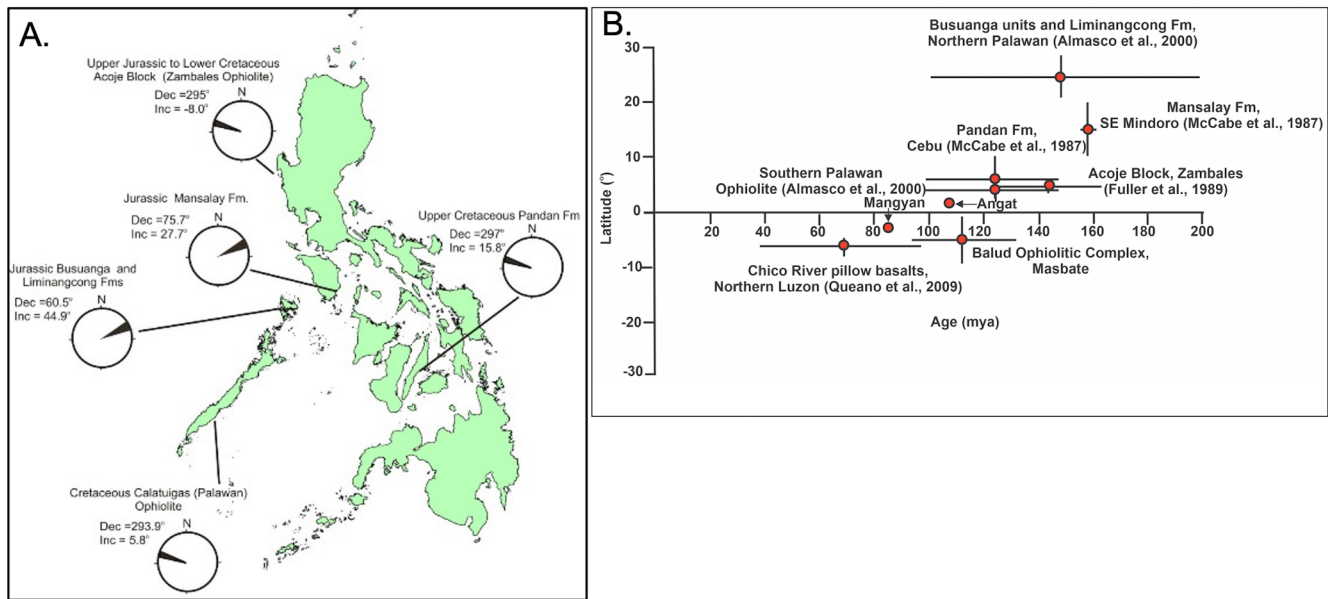 A.
Upper Jurassic to Lower Cretaceous
Acoje Block (Zambales Ophiolite)
Dec =295°
Inc = -8.0°
N
Jurassic Mansalay Fm.
Dec =75.7°
Inc = 27.7°
N
Upper Cretaceous Pandan Fm
Dec =297°
Inc = 15.8°
N
Jurassic Busuanga and
Liminangcong Fms
Dec =60.5°
Inc = 44.9°
N
Cretaceous Calatuigas (Palawan)
Ophiolite
Dec =293.9°
Inc = 5.8°
N
B.
Busuanga units and Liminangcong Fm,
Northern Palawan (Almasco et al., 2000)
Mansalay Fm,
SE Mindoro (McCabe et al., 1987)
Pandan Fm,
Cebu (McCabe et al., 1987)
Southern Palawan
Ophiolite (Almasco et al., 2000)
Acoje Block, Zambales
(Fuller et al., 1989)
Mangyan
Angat
Balud Ophiolitic Complex,
Masbate
Chico River pillow basalts,
Northern Luzon (Queano et al., 2009)
Latitude (°)
30
20
10
0
-10
-20
-30
20 40 60 80 100 120 140 160 180 200
Age (mya)